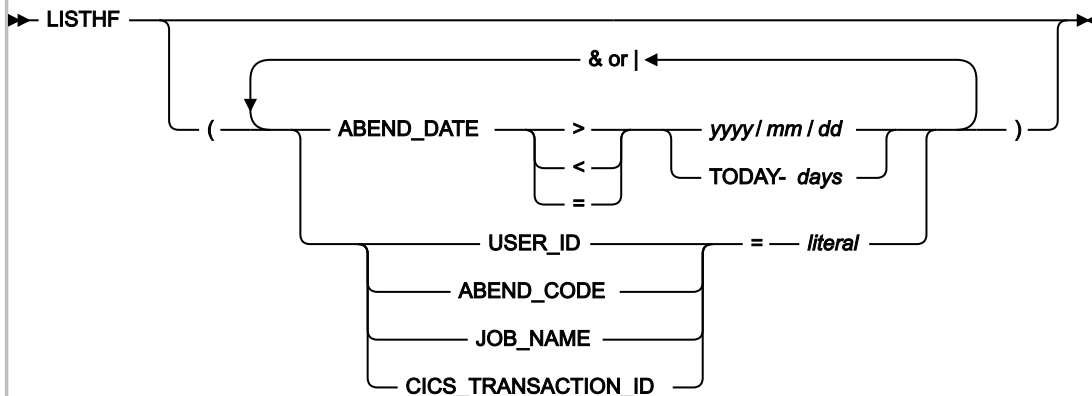 LISTHF
& or |
( ABEND_DATE > yyyy / mm / dd )
< TODAY- days
=
USER_ID = literal
ABEND_CODE
JOB_NAME
CICS_TRANSACTION_ID